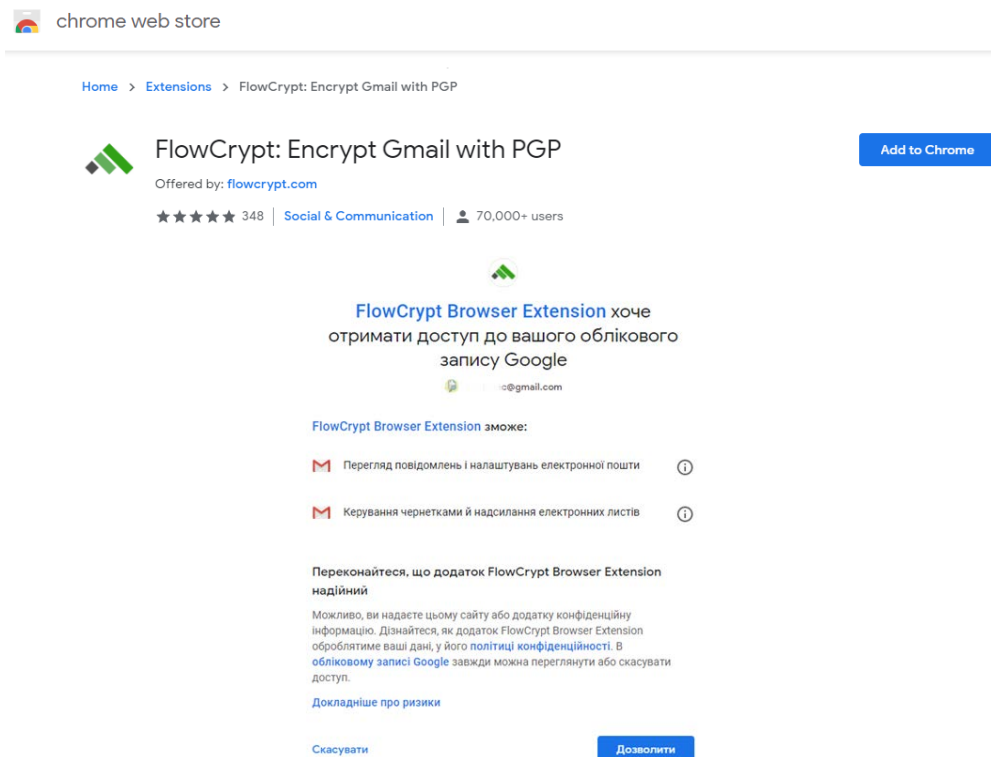 chrome web store
Home > Extensions > FlowCrypt: Encrypt Gmail with PGP
FlowCrypt: Encrypt Gmail with PGP
Add to Chrome
Offered by: flowcrypt.com
348 Social & Communication 70,000+ users
FlowCrypt Browser Extension хоче
отримати доступ до вашого облікового
запису Google
c@gmail.com
FlowCrypt Browser Extension зможе:
Перегляд повідомлень і налаштувань електронної пошти
Керування чернетками й надсилання електронних листів
Переконайтеся, що додаток FlowCrypt Browser Extension
надійний
Можливо, ви надаєте цьому сайту або додатку конфіденційну
інформацію. Дізнайтеся, як додаток FlowCrypt Browser Extension
оброблятиме ваші дані, у його політиці конфіденційності. В
обліковому записі Google завжди можна переглянути або скасувати
доступ.
Докладніше про ризики
Скасувати
Дозволити